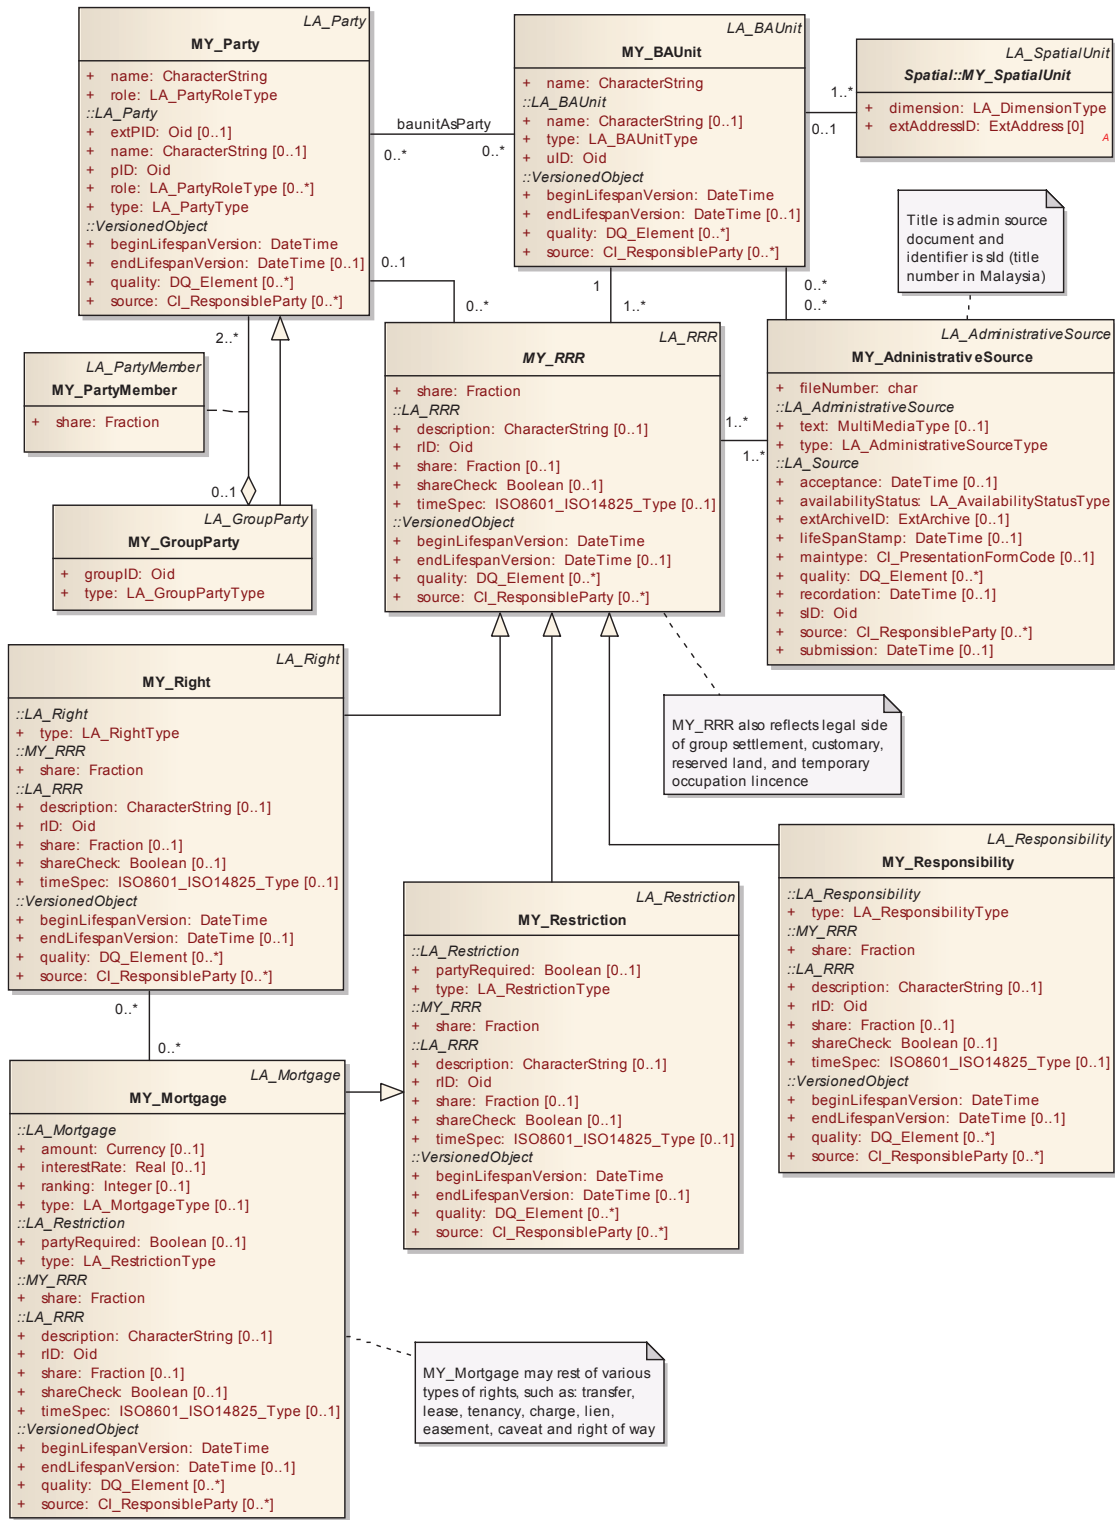 LA_Party
MY_Party
+ name: CharacterString
+ role: LA_PartyRoleType
::LA_Party
+ extPID: Oid [0..1]
+ name: CharacterString [0..1]
+ pID: Oid
+ role: LA_PartyRoleType [0..*]
+ type: LA_PartyType
::VersionedObject
+ beginLifespanVersion: DateTime
+ endLifespanVersion: DateTime [0..1]
+ quality: DQ_Element [0..*]
+ source: CI_ResponsibleParty [0..*]
baunitAsParty
0..*
0..*
LA_BAUnit
MY_BAUnit
+ name: CharacterString
::LA_BAUnit
+ name: CharacterString [0..1]
+ type: LA_BAUnitType
+ uID: Oid
::VersionedObject
+ beginLifespanVersion: DateTime
+ endLifespanVersion: DateTime [0..1]
+ quality: DQ_Element [0..*]
+ source: CI_ResponsibleParty [0..*]
1..*
0..1
LA_SpatialUnit
Spatial::MY_SpatialUnit
+ dimension: LA_DimensionType
+ extAddressID: ExtAddress [0]
A
Title is admin source
document and
identifier is sId (title
number in Malaysia)
0..1
0..*
1
1..*
0..*
0..*
2..*
LA_PartyMember
MY_PartyMember
+ share: Fraction
0..1
LA_GroupParty
MY_GroupParty
+ groupID: Oid
+ type: LA_GroupPartyType
LA_RRR
MY_RRR
+ share: Fraction
::LA_RRR
+ description: CharacterString [0..1]
+ rID: Oid
+ share: Fraction [0..1]
+ shareCheck: Boolean [0..1]
+ timeSpec: ISO8601_ISO14825_Type [0..1]
::VersionedObject
+ beginLifespanVersion: DateTime
+ endLifespanVersion: DateTime [0..1]
+ quality: DQ_Element [0..*]
+ source: CI_ResponsibleParty [0..*]
1..*
1..*
LA_AdministrativeSource
MY_AdninistrativeSource
+ fileNumber: char
::LA_AdministrativeSource
+ text: MultiMediaType [0..1]
+ type: LA_AdministrativeSourceType
::LA_Source
+ acceptance: DateTime [0..1]
+ availabilityStatus: LA_AvailabilityStatusType
+ extArchiveID: ExtArchive [0..1]
+ lifeSpanStamp: DateTime [0..1]
+ maintype: CI_PresentationFormCode [0..1]
+ quality: DQ_Element [0..*]
+ recordation: DateTime [0..1]
+ sID: Oid
+ source: CI_ResponsibleParty [0..*]
+ submission: DateTime [0..1]
MY_RRR also reflects legal side
of group settlement, customary,
reserved land, and temporary
occupation lincence
LA_Right
MY_Right
::LA_Right
+ type: LA_RightType
::MY_RRR
+ share: Fraction
::LA_RRR
+ description: CharacterString [0..1]
+ rID: Oid
+ share: Fraction [0..1]
+ shareCheck: Boolean [0..1]
+ timeSpec: ISO8601_ISO14825_Type [0..1]
::VersionedObject
+ beginLifespanVersion: DateTime
+ endLifespanVersion: DateTime [0..1]
+ quality: DQ_Element [0..*]
+ source: CI_ResponsibleParty [0..*]
0..*
0..*
LA_Restriction
MY_Restriction
::LA_Restriction
+ partyRequired: Boolean [0..1]
+ type: LA_RestrictionType
::MY_RRR
+ share: Fraction
::LA_RRR
+ description: CharacterString [0..1]
+ rID: Oid
+ share: Fraction [0..1]
+ shareCheck: Boolean [0..1]
+ timeSpec: ISO8601_ISO14825_Type [0..1]
::VersionedObject
+ beginLifespanVersion: DateTime
+ endLifespanVersion: DateTime [0..1]
+ quality: DQ_Element [0..*]
+ source: CI_ResponsibleParty [0..*]
LA_Responsibility
MY_Responsibility
::LA_Responsibility
+ type: LA_ResponsibilityType
::MY_RRR
+ share: Fraction
::LA_RRR
+ description: CharacterString [0..1]
+ rID: Oid
+ share: Fraction [0..1]
+ shareCheck: Boolean [0..1]
+ timeSpec: ISO8601_ISO14825_Type [0..1]
::VersionedObject
+ beginLifespanVersion: DateTime
+ endLifespanVersion: DateTime [0..1]
+ quality: DQ_Element [0..*]
+ source: CI_ResponsibleParty [0..*]
LA_Mortgage
MY_Mortgage
::LA_Mortgage
+ amount: Currency [0..1]
+ interestRate: Real [0..1]
+ ranking: Integer [0..1]
+ type: LA_MortgageType [0..1]
::LA_Restriction
+ partyRequired: Boolean [0..1]
+ type: LA_RestrictionType
::MY_RRR
+ share: Fraction
::LA_RRR
+ description: CharacterString [0..1]
+ rID: Oid
+ share: Fraction [0..1]
+ shareCheck: Boolean [0..1]
+ timeSpec: ISO8601_ISO14825_Type [0..1]
::VersionedObject
+ beginLifespanVersion: DateTime
+ endLifespanVersion: DateTime [0..1]
+ quality: DQ_Element [0..*]
+ source: CI_ResponsibleParty [0..*]
MY_Mortgage may rest of various
types of rights, such as: transfer,
lease, tenancy, charge, lien,
easement, caveat and right of way